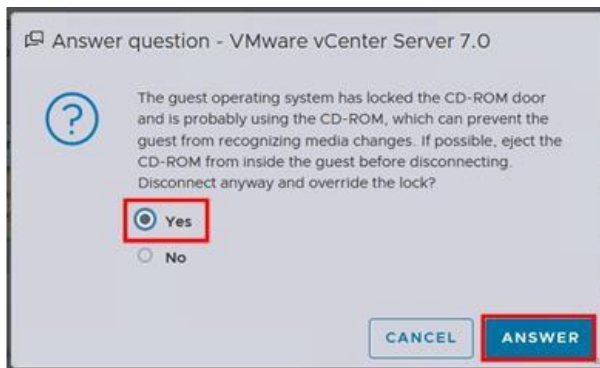 Answer question - VMware vCenter Server 7.0
?
The guest operating system has locked the CD-ROM door
and is probably using the CD-ROM, which can prevent the
guest from recognizing media changes. If possible, eject the
CD-ROM from inside the guest before disconnecting.
Disconnect anyway and override the lock?
Yes
No
CANCEL
ANSWER